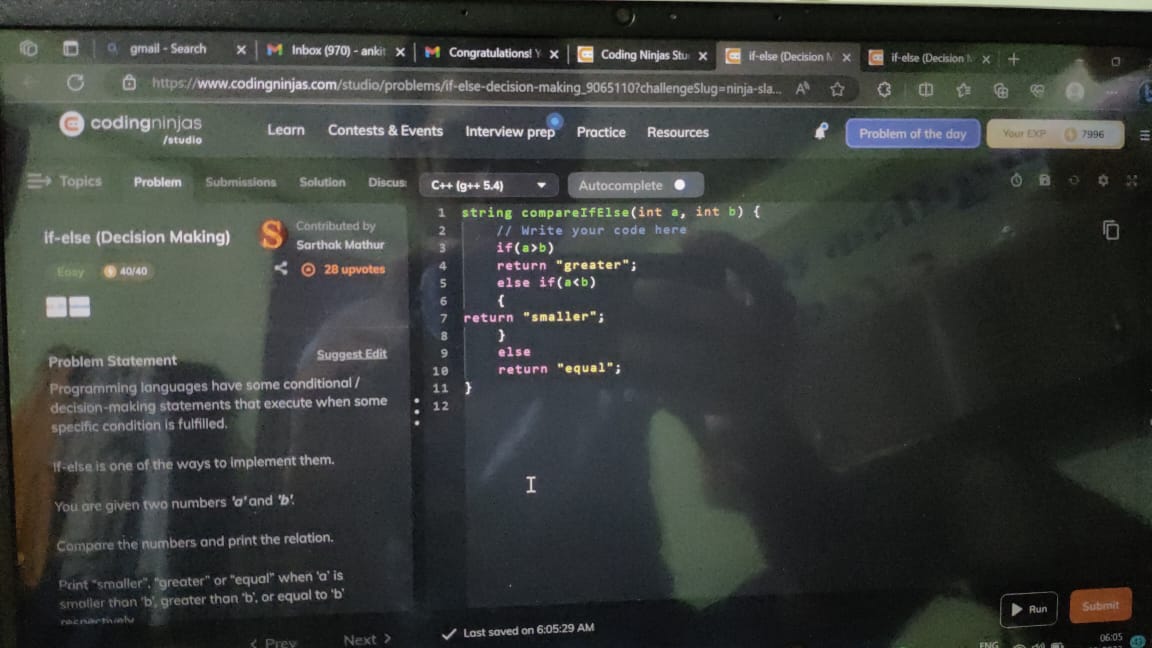 gmail - Search
Inbox (970) - ankit
Congratulations! Y
Coding Ninjas Stu
if-else (Decision M
if-else (Decision M
https://www.codingninjas.com/studio/problems/if-else-decision-making_9065110?challengeSlug=ninja-sla...
codingninjas
/studio
Learn
Contests & Events
Interview prep
Practice
Resources
Problem of the day
Your EXP
7996
Topics
Problem
Submissions
Solution
Discus
C++ (g++ 5.4)
Autocomplete
if-else (Decision Making)
Contributed by
Sarthak Mathur
Easy
40/40
28 upvotes
Problem Statement
Suggest Edit
Programming languages have some conditional /
decision-making statements that execute when some
specific condition is fulfilled.
If-else is one of the ways to implement them.
You are given two numbers 'a' and 'b'.
Compare the numbers and print the relation.
Print "smaller", "greater" or "equal" when 'a' is
smaller than 'b', greater than 'b', or equal to 'b'
respectively
Prev
Next
1 string compareIfElse(int a, int b) {
2 // Write your code here
3 if(a>b)
4 return "greater";
5 else if(a<b)
6 {
7 return "smaller";
8 }
9 else
10 return "equal";
11 }
12
Last saved on 6:05:29 AM
Run
Submit
ENG
06:05